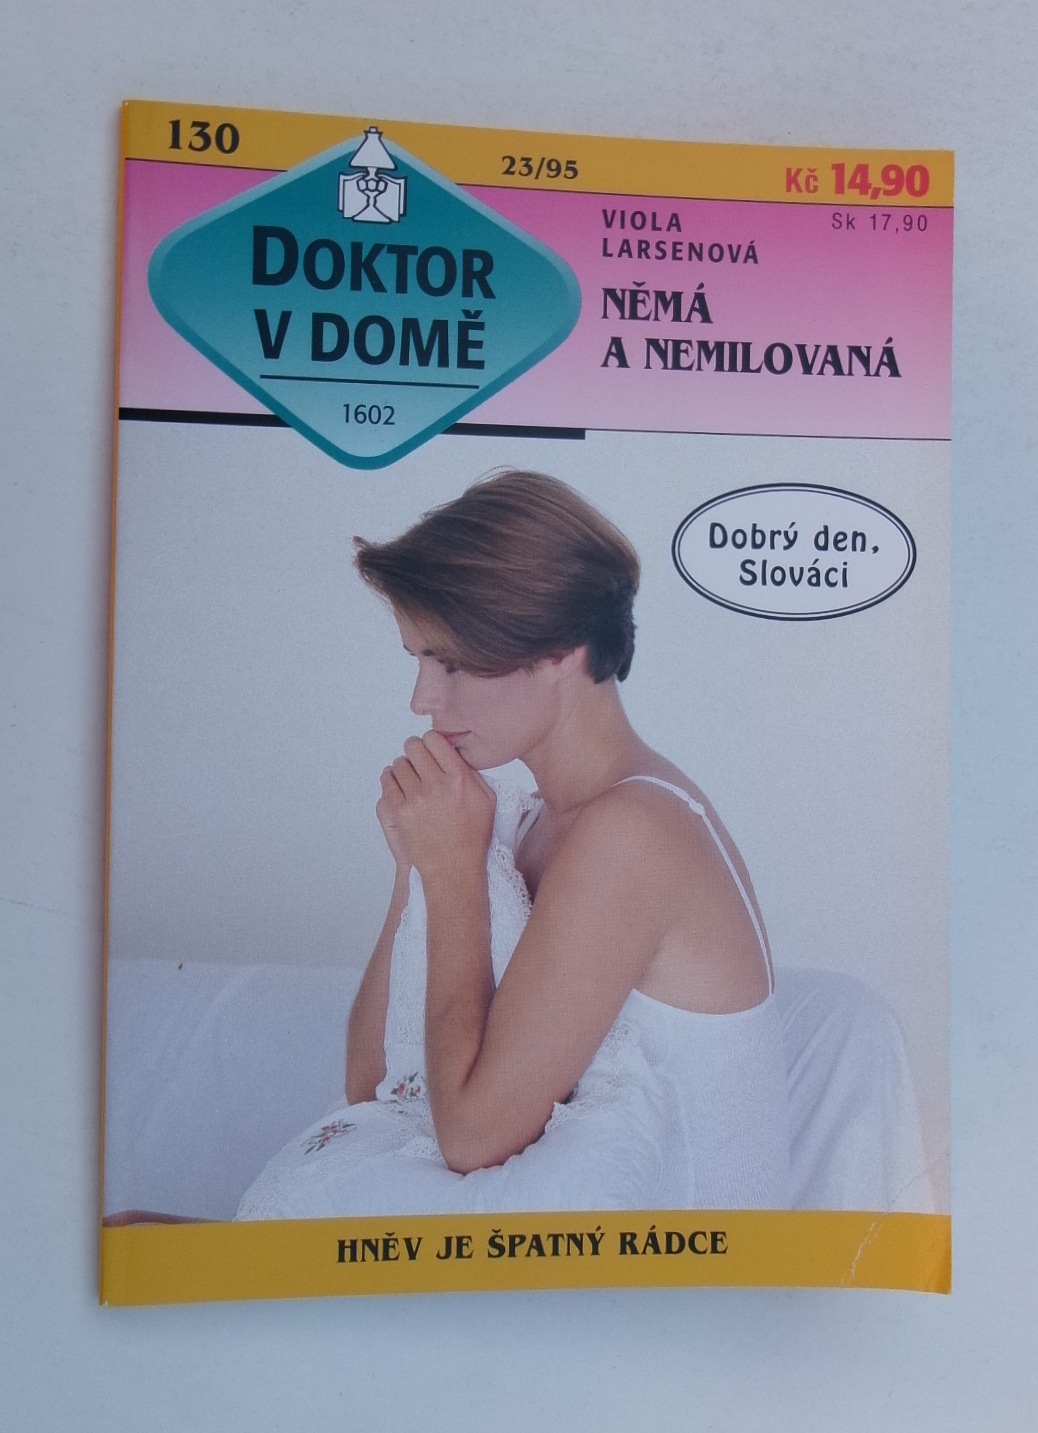 130
23/95
Kč 14,90
Sk 17,90
DOKTOR
V DOMĚ
1602
VIOLA
LARSENOVÁ
NĚMÁ
A NEMILOVANÁ
Dobrý den,
Slováci
HNĚV JE ŠPATNÝ RÁDCE